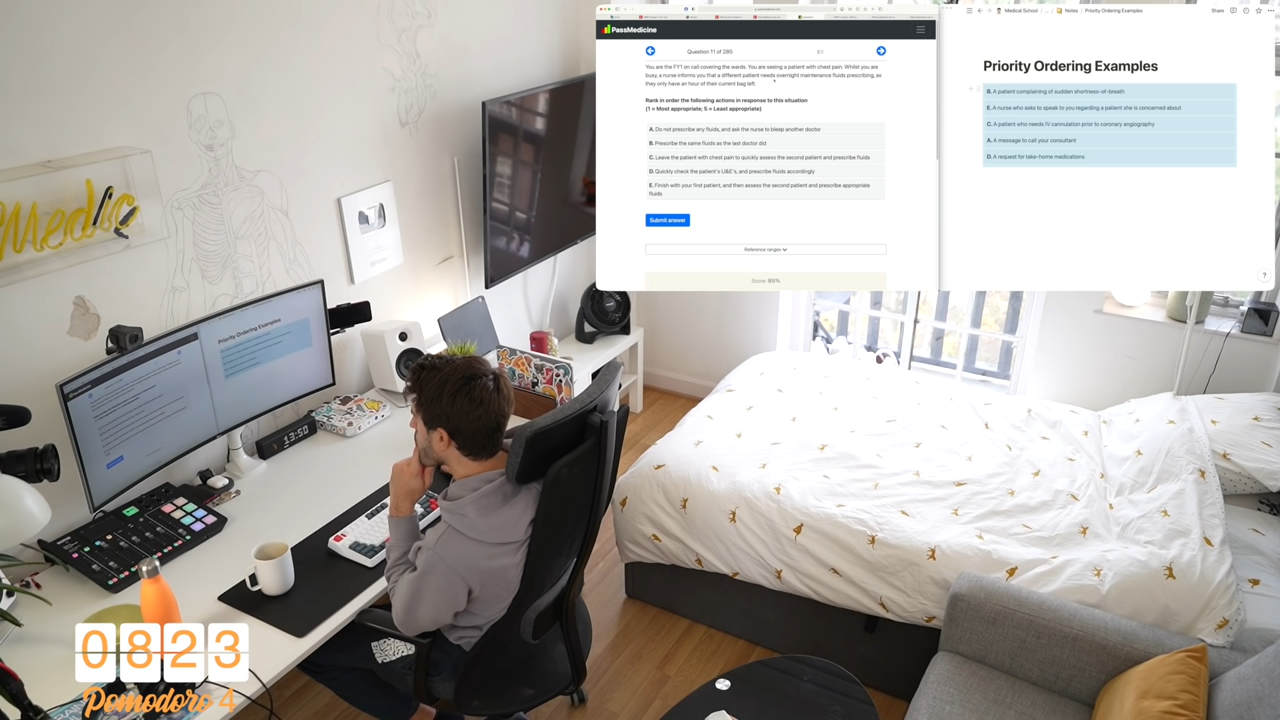 PassMedicine
Question 11 of 285
You are the FY1 on call covering the wards. You are seeing a patient with chest pain. Whilst you are
busy, a nurse informs you that a different patient needs overnight maintenance fluids prescribing, as
they only have an hour of their current bag left.
Rank in order the following actions in response to this situation
(1 = Most appropriate; 5 = Least appropriate)
A. Do not prescribe any fluids, and ask the nurse to bleep another doctor
B. Prescribe the same fluids as the last doctor did
C. Leave the patient with chest pain to quickly assess the second patient and prescribe fluids
D. Quickly check the patient's U&E's, and prescribe fluids accordingly
E. Finish with your first patient, and then assess the second patient and prescribe appropriate
fluids
Submit answer
Reference ranges
Score: 85%
Medical School / ... / Notes / Priority Ordering Examples
Share
Priority Ordering Examples
B. A patient complaining of sudden shortness-of-breath
E. A nurse who asks to speak to you regarding a patient she is concerned about
C. A patient who needs IV cannulation prior to coronary angiography
A. A message to call your consultant
D. A request for take-home medications
?
Medic
Priority Ordering Examples
13:50
0823
Pomodoro 4